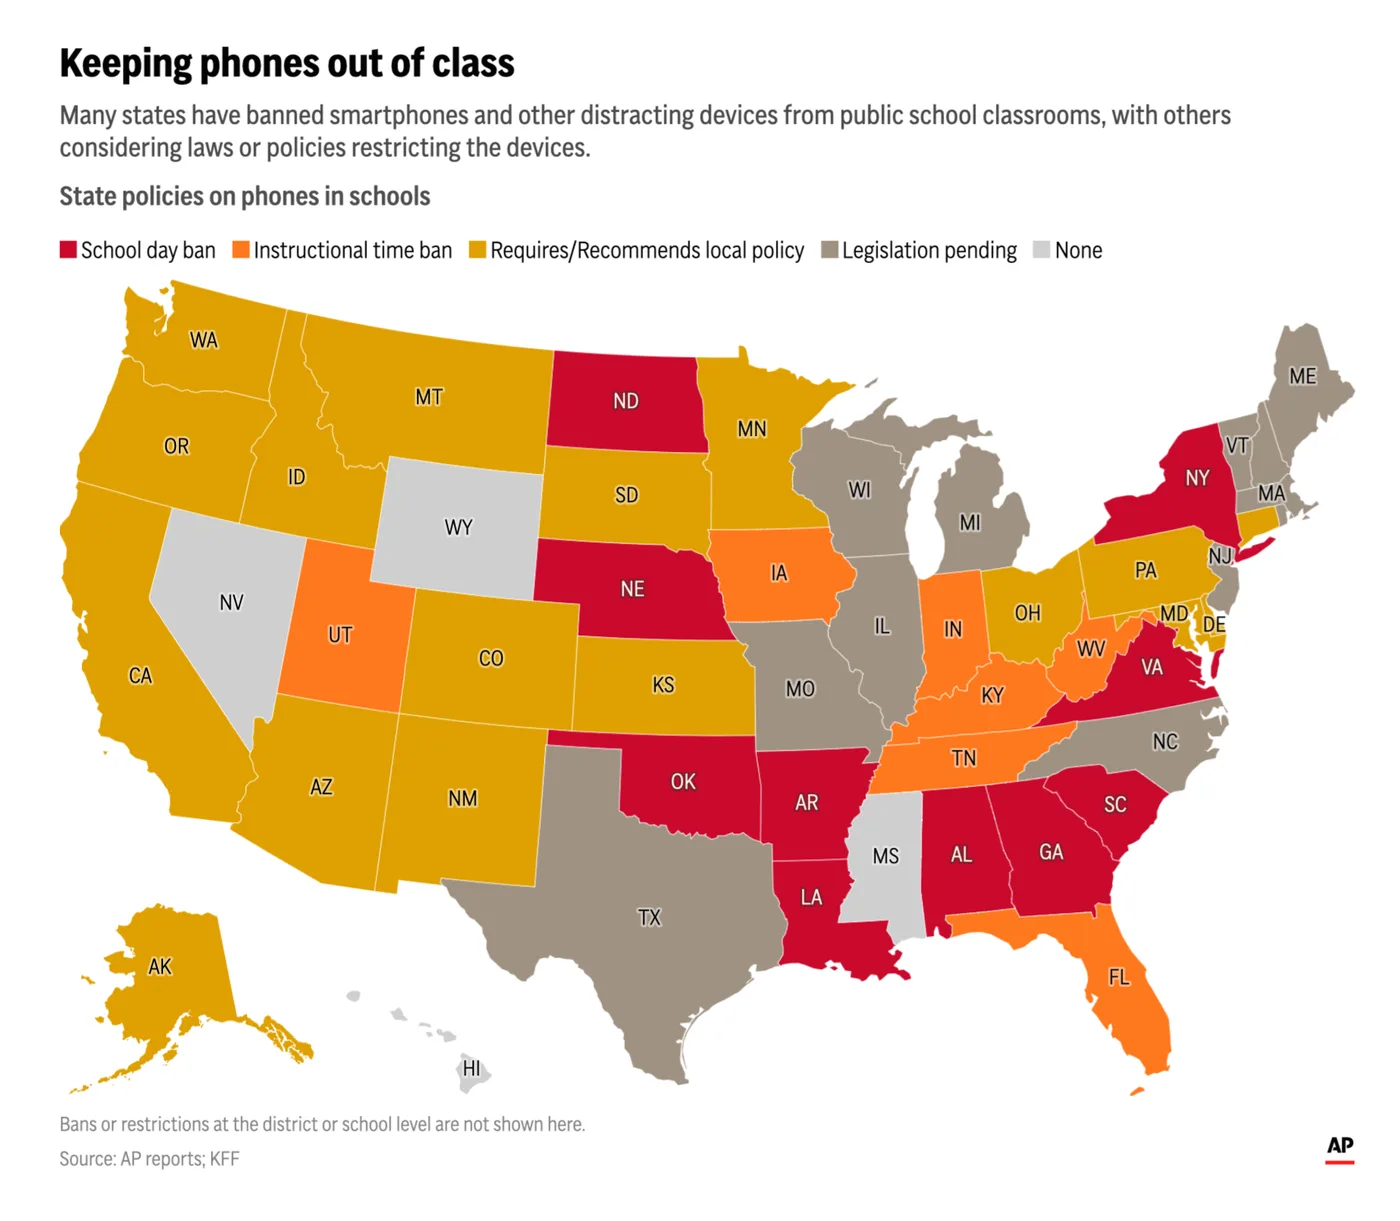 Keeping phones out of class
Many states have banned smartphones and other distracting devices from public school classrooms, with others
considering laws or policies restricting the devices.
State policies on phones in schools
School day ban
Instructional time ban
Requires/Recommends local policy
Legislation pending
None
WA
MT
ND
MN
ME
OR
ID
SD
WI
MI
NY
VT
MA
WY
NV
UT
CO
NE
IA
IL
IN
OH
PA
NJ
MD
DE
WV
VA
CA
KS
MO
KY
NC
TN
AZ
NM
OK
AR
SC
MS
AL
GA
LA
TX
FL
AK
HI
Bans or restrictions at the district or school level are not shown here.
Source: AP reports; KFF
AP